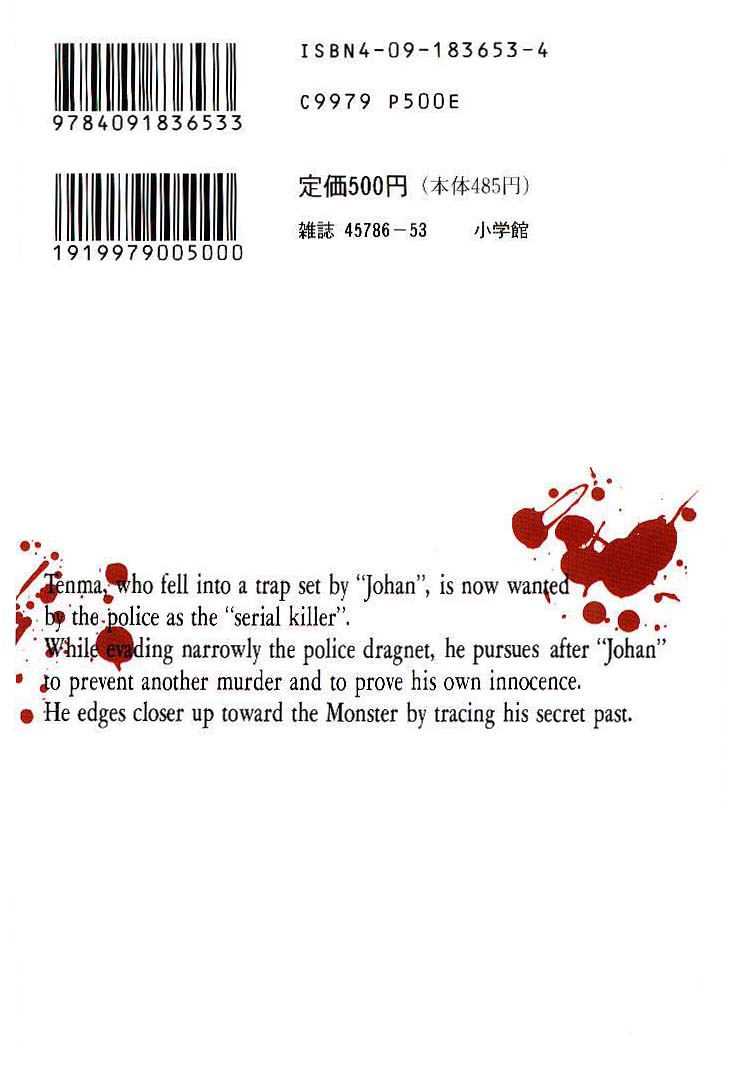 ISBN4-09-183653-4
9784091836533
C9979 P500E
定価500円（本体485円）
1919979005000
雑誌 45786-53 小学館
Tenma, who fell into a trap set by “Johan”, is now wanted
by the police as the “serial killer”.
While evading narrowly the police dragnet, he pursues after “Johan”
to prevent another murder and to prove his own innocence.
He edges closer up toward the Monster by tracing his secret past.